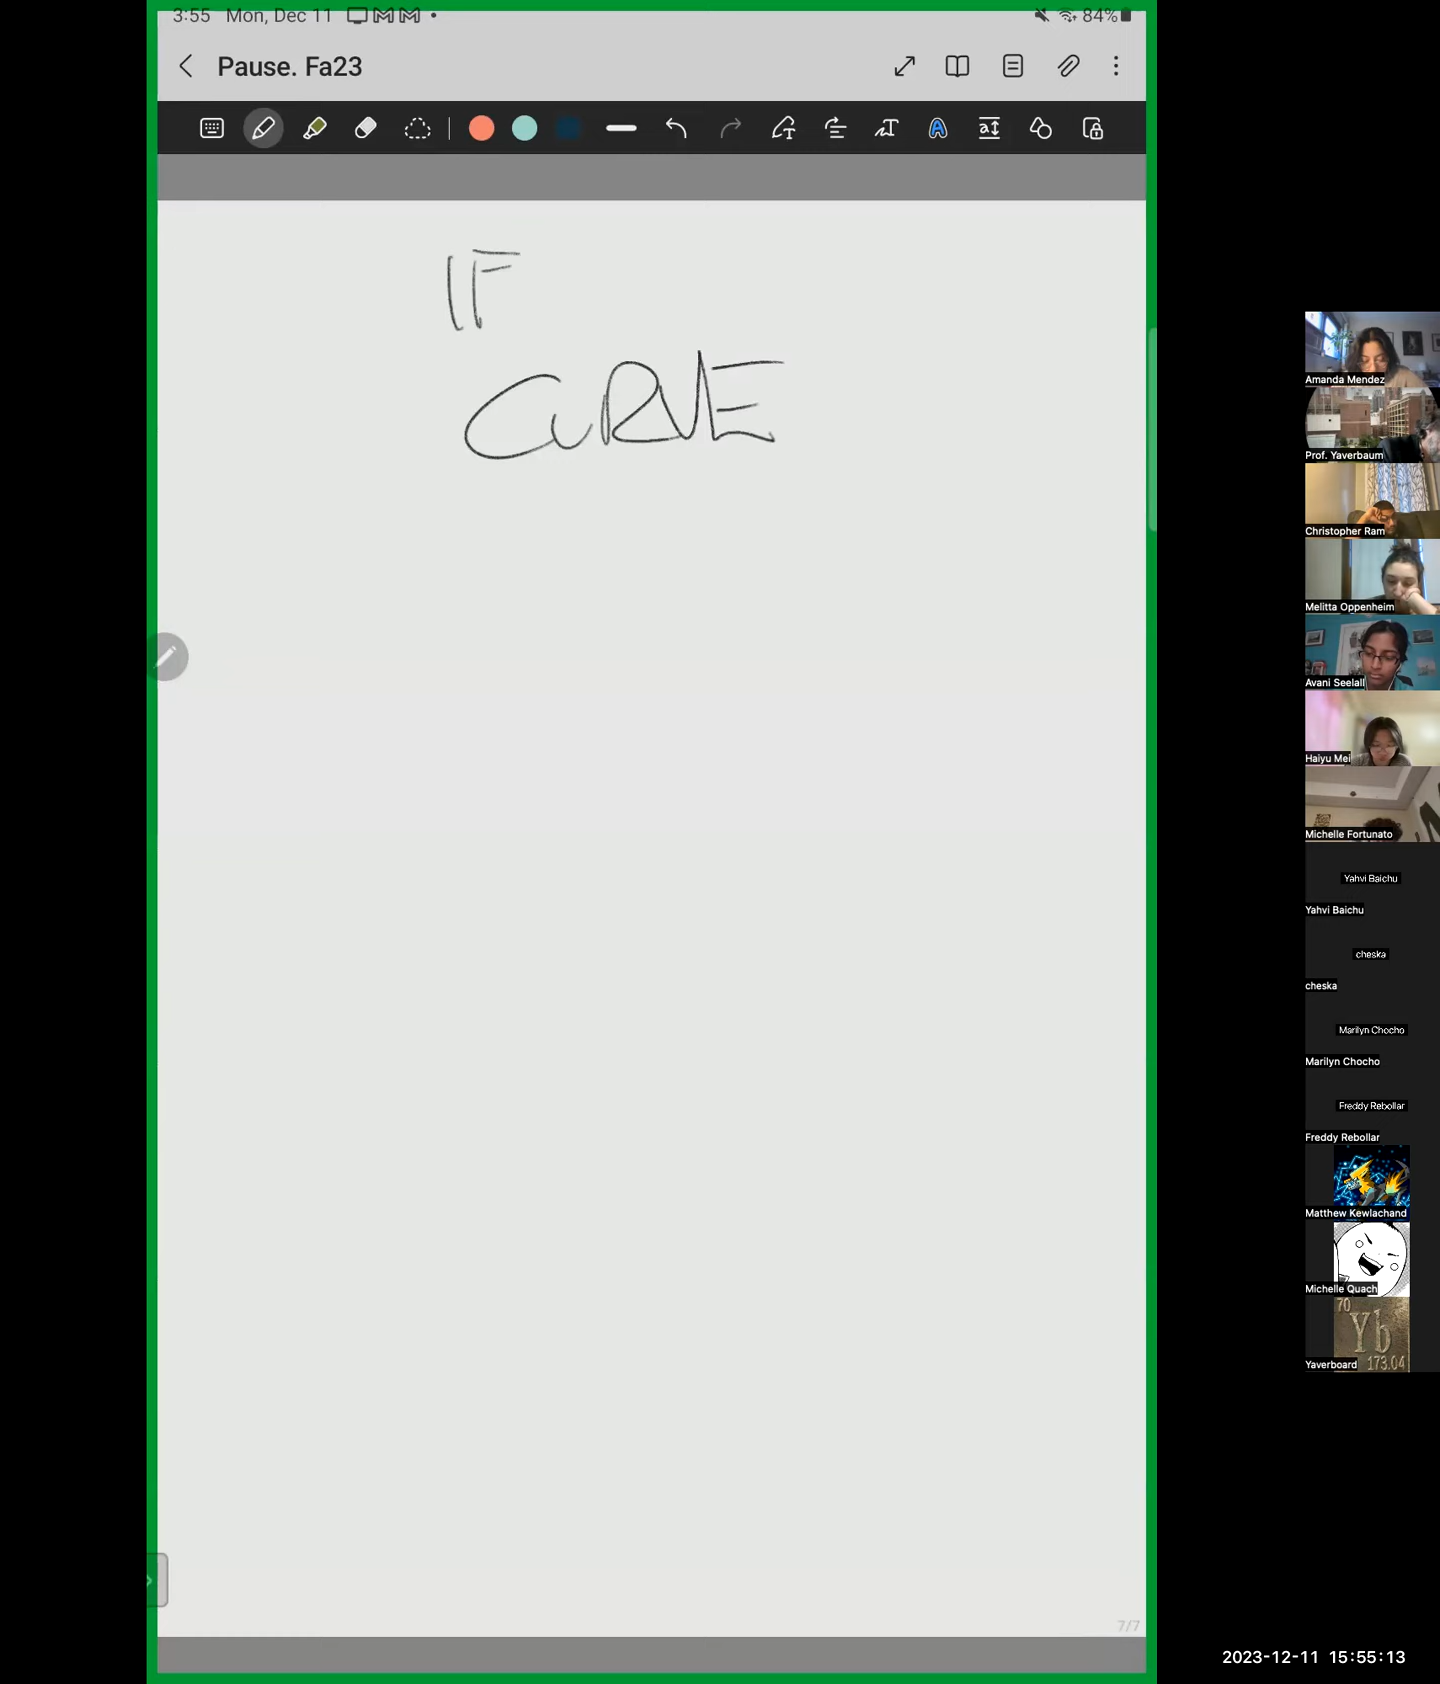 3:55 Mon, Dec 11
84%
Pause. Fa23
IF
CURVE
7/7
Amanda Mendez
Prof. Yaverbaum
Christopher Ram
Melitta Oppenheim
Avani Seelall
Haiyu Mei
Michelle Fortunato
Yahvi Baichu
Yahvi Baichu
cheska
cheska
Marilyn Chocho
Marilyn Chocho
Freddy Rebollar
Freddy Rebollar
Matthew Kewlachand
Michelle Quach
70
Yb
Yaverboard 173.04
2023-12-11 15:55:13